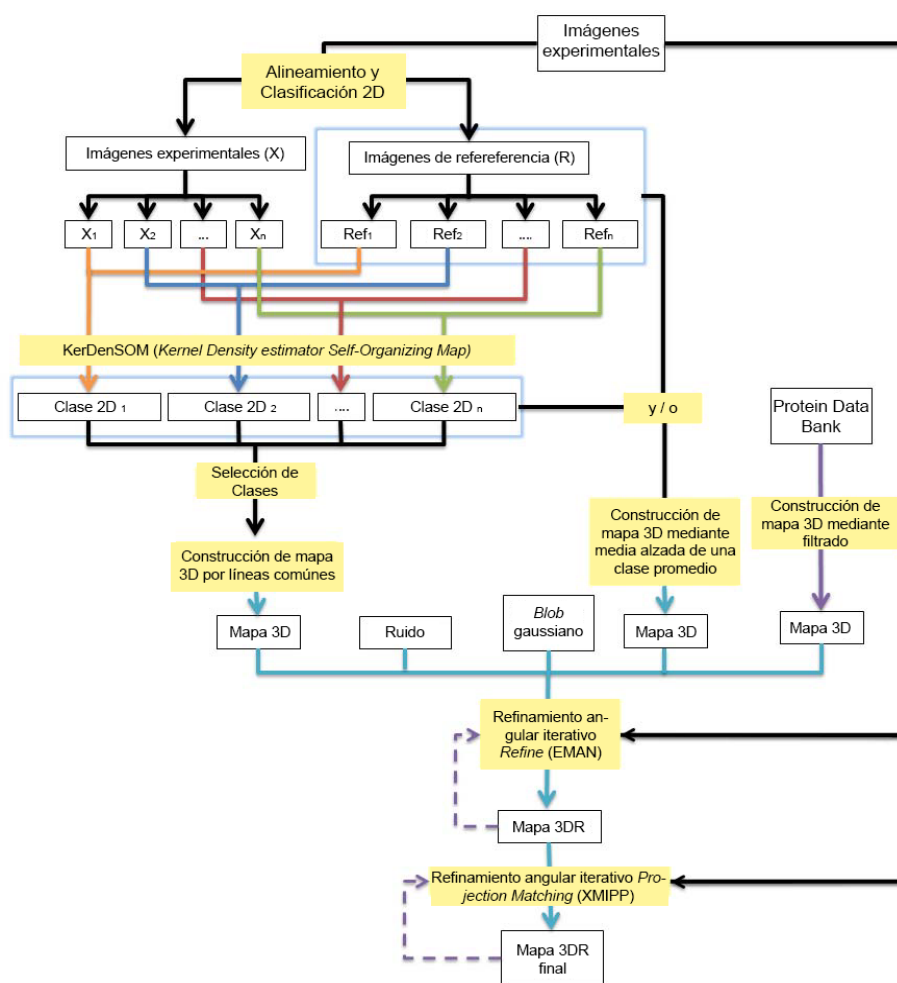 Imágenes
experimentales
Alineamiento y
Clasificación 2D
Imágenes experimentales (X)
Imágenes de refereferencia (R)
X1
X2
...
Xn
Ref1
Ref2
....
Refn
KerDenSOM (Kernel Density estimator Self-Organizing Map)
Clase 2D 1
Clase 2D 2
....
Clase 2D n
y / o
Protein Data
Bank
Selección de
Clases
Construcción de
mapa 3D mediante
media alzada de una
clase promedio
Construcción de
mapa 3D mediante
filtrado
Construcción de mapa
3D por líneas comúnes
Mapa 3D
Ruido
Blob
gaussiano
Mapa 3D
Mapa 3D
Refinamiento an-
gular iterativo
Refine (EMAN)
Mapa 3DR
Refinamiento angular iterativo Pro-
jection Matching (XMIPP)
Mapa 3DR
final